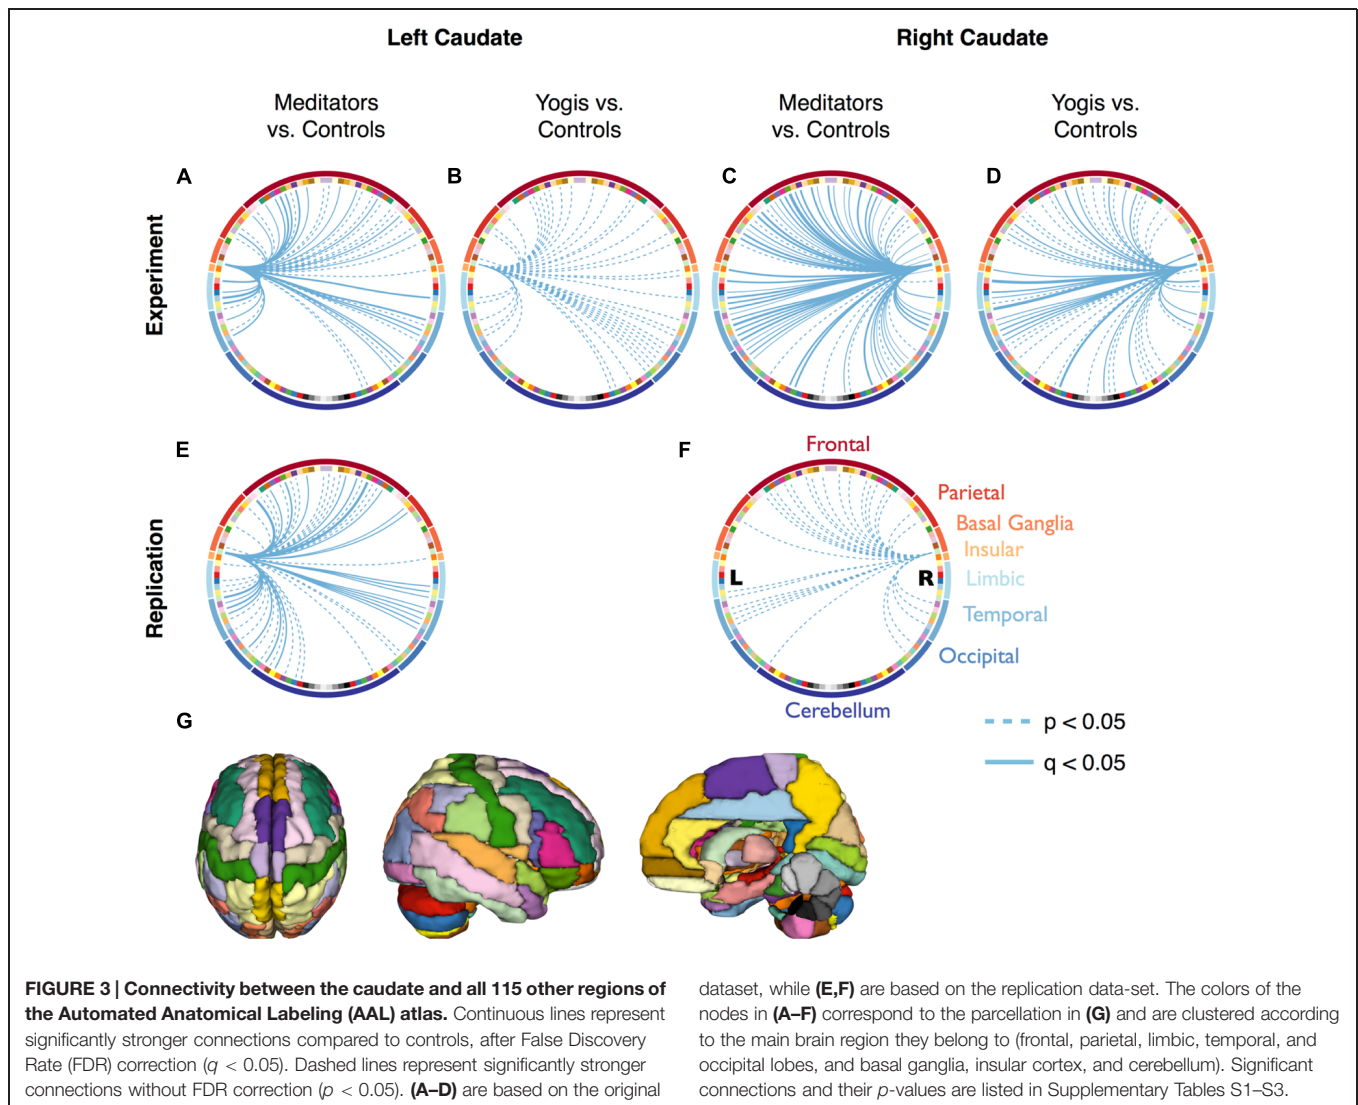 Left Caudate
Right Caudate
Meditators
vs. Controls
Yogis vs.
Controls
Meditators
vs. Controls
Yogis vs.
Controls
A
B
C
D
Experiment
E
F
Frontal
Parietal
Basal Ganglia
Insular
L
R
Limbic
Temporal
Occipital
Cerebellum
Replication
p < 0.05
q < 0.05
G
FIGURE 3 | Connectivity between the caudate and all 115 other regions of
the Automated Anatomical Labeling (AAL) atlas. Continuous lines represent
significantly stronger connections compared to controls, after False Discovery
Rate (FDR) correction (q < 0.05). Dashed lines represent significantly stronger
connections without FDR correction (p < 0.05). (A–D) are based on the original
dataset, while (E,F) are based on the replication data-set. The colors of the
nodes in (A–F) correspond to the parcellation in (G) and are clustered according
to the main brain region they belong to (frontal, parietal, limbic, temporal, and
occipital lobes, and basal ganglia, insular cortex, and cerebellum). Significant
connections and their p-values are listed in Supplementary Tables S1–S3.